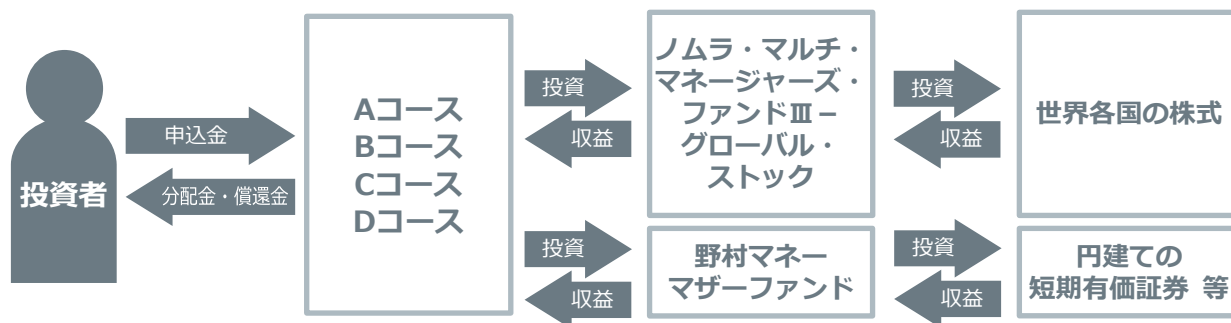 投資者
申込金
分配金・償還金
Aコース
Bコース
Cコース
Dコース
投資
収益
ノムラ・マルチ・
マネージャーズ・
ファンドⅢ－
グローバル・
ストック
投資
収益
世界各国の株式
投資
収益
野村マネー
マザーファンド
投資
収益
円建ての
短期有価証券 等